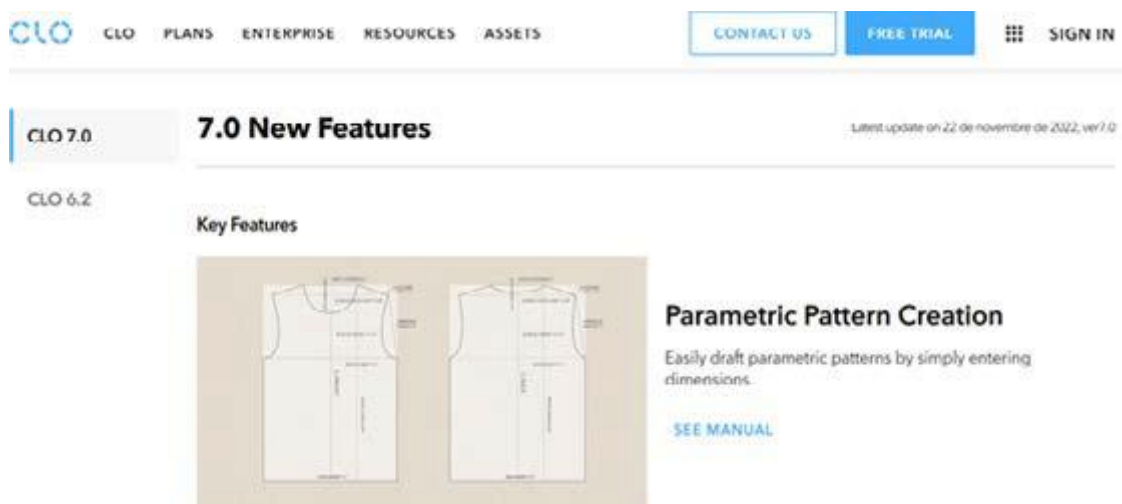 CLO CLO PLANS ENTERPRISE RESOURCES ASSETS CONTACT US FREE TRIAL SIGN IN
CLO 7.0
7.0 New Features
Latest update on 22 de novembre de 2022, ver7.0
CLO 6.2
Key Features
Parametric Pattern Creation
Easily draft parametric patterns by simply entering
dimensions.
SEE MANUAL